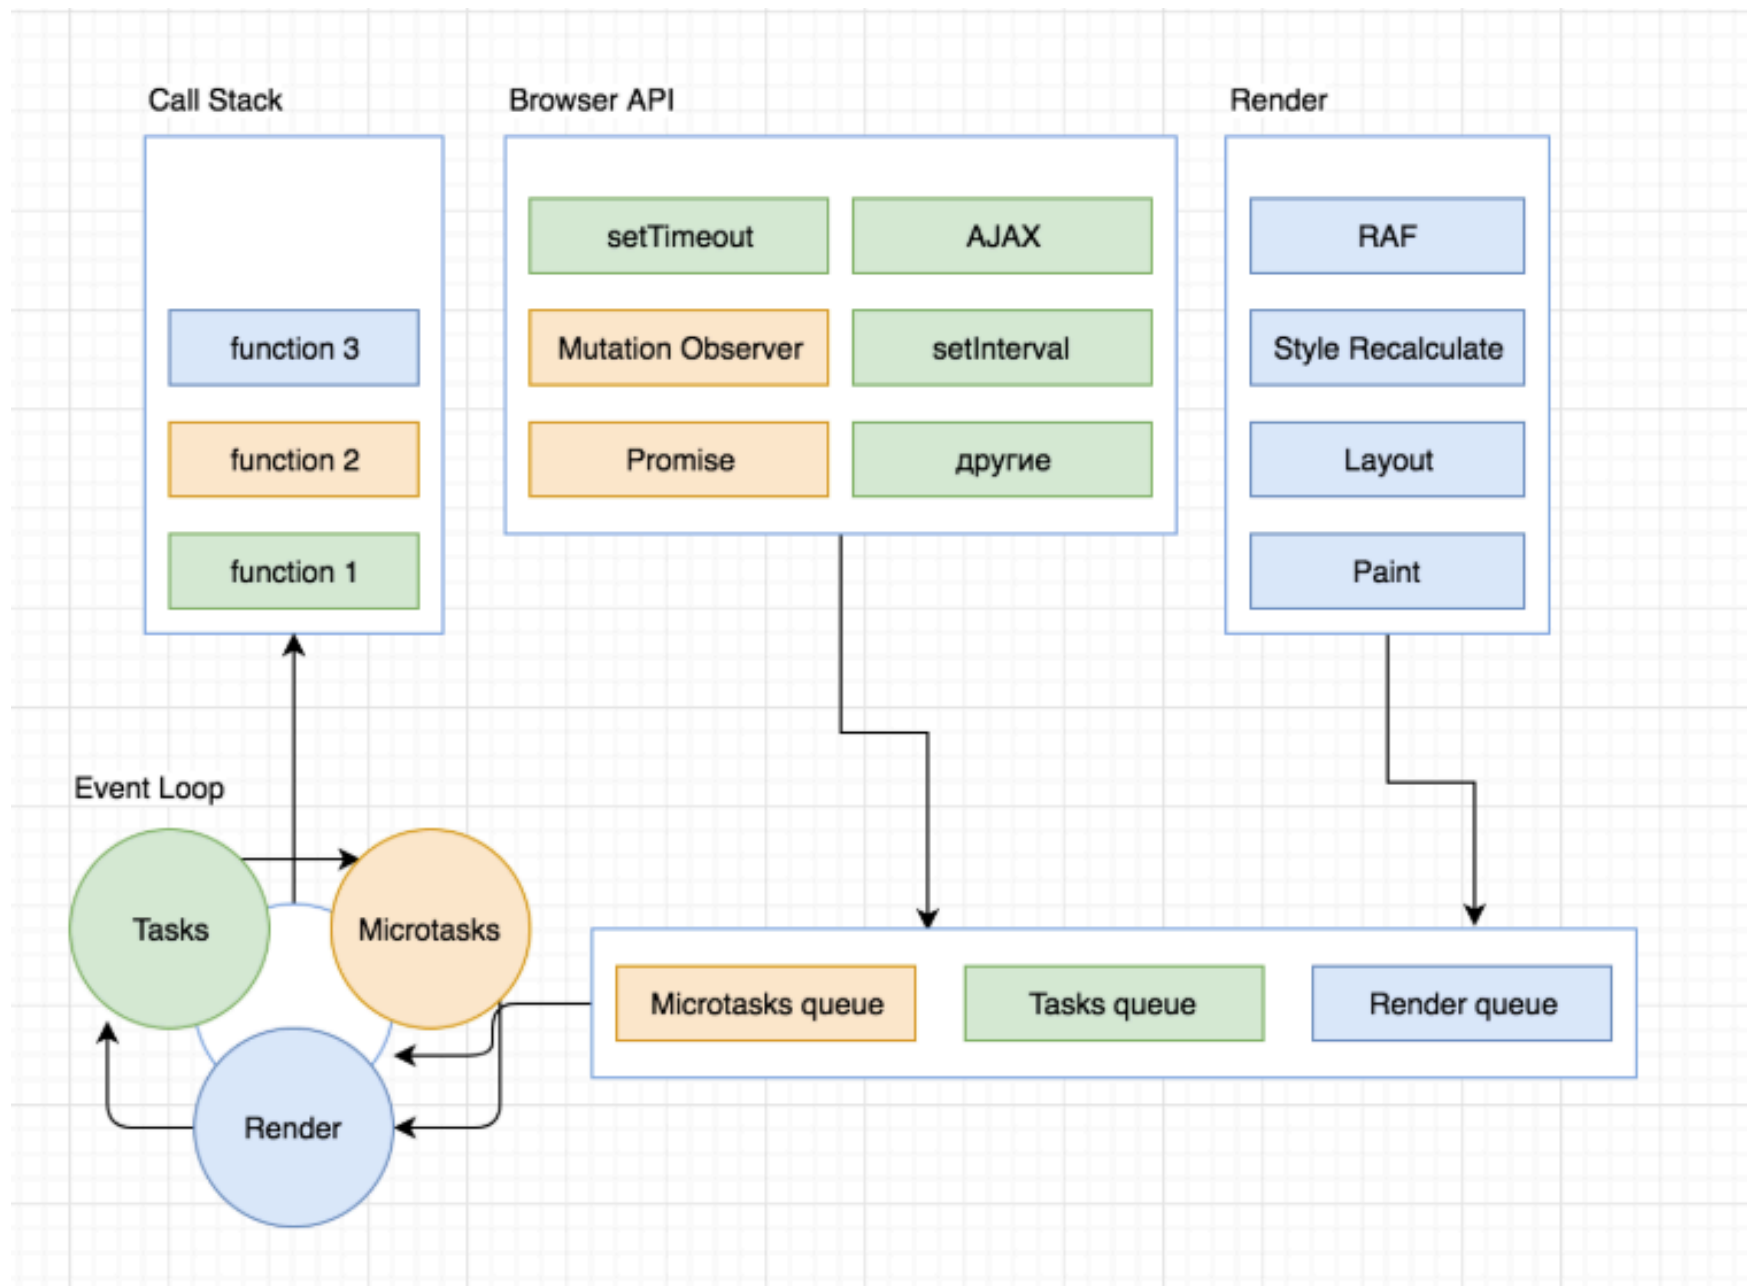 Call Stack
Browser API
Render
setTimeout
AJAX
RAF
function 3
Mutation Observer
setInterval
Style Recalculate
function 2
Promise
другие
Layout
function 1
Paint
Event Loop
Tasks
Microtasks
Microtasks queue
Tasks queue
Render queue
Render